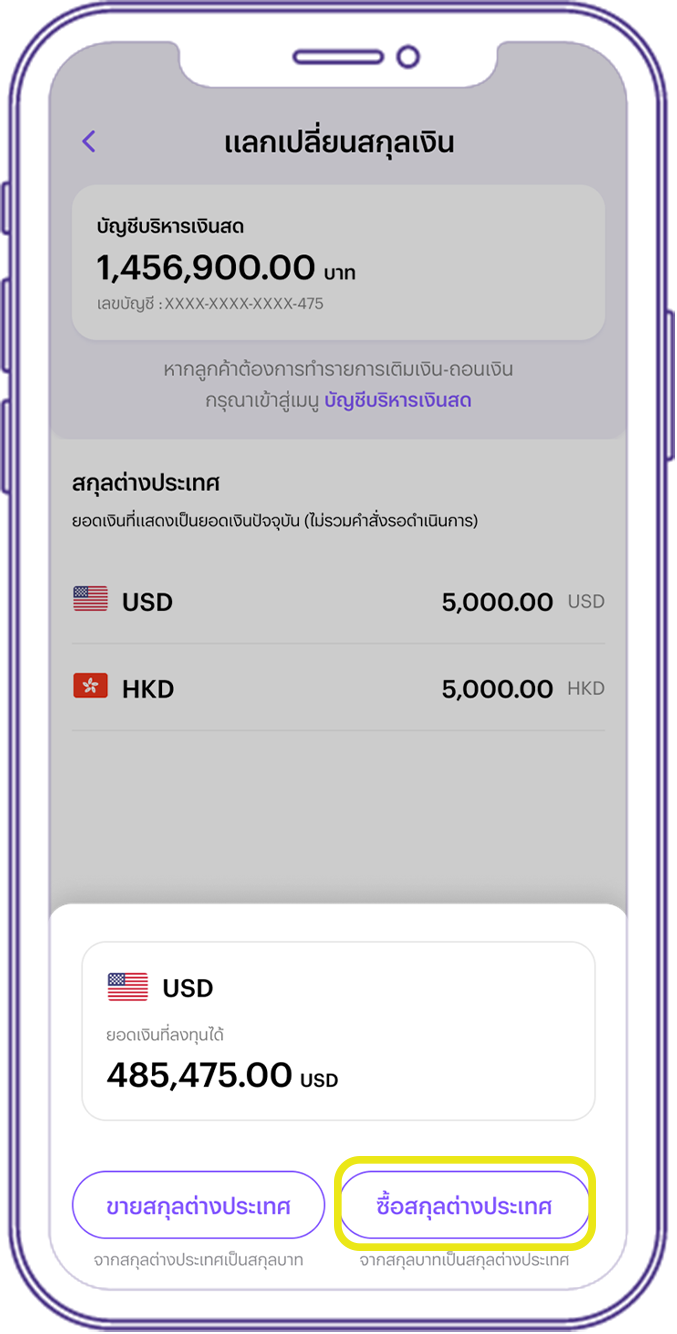 แลกเปลี่ยนสกุลเงิน
บัญชีบริหารเงินสด
1,456,900.00 บาท
เลขบัญชี :XXXX-XXXX-XXXX-475
หากลูกค้าต้องการทำรายการเติมเงิน-ถอนเงิน
กรุณาเข้าสู่เมนู บัญชีบริหารเงินสด
สกุลต่างประเทศ
ยอดเงินที่แสดงเป็นยอดเงินปัจจุบัน (ไม่รวมคำสั่งรอดำเนินการ)
USD 5,000.00 USD
HKD 5,000.00 HKD
USD
ยอดเงินที่ลงทุนได้
485,475.00 USD
ขายสกุลต่างประเทศ ซื้อสกุลต่างประเทศ
จากสกุลต่างประเทศเป็นสกุลบาท จากสกุลบาทเป็นสกุลต่างประเทศ